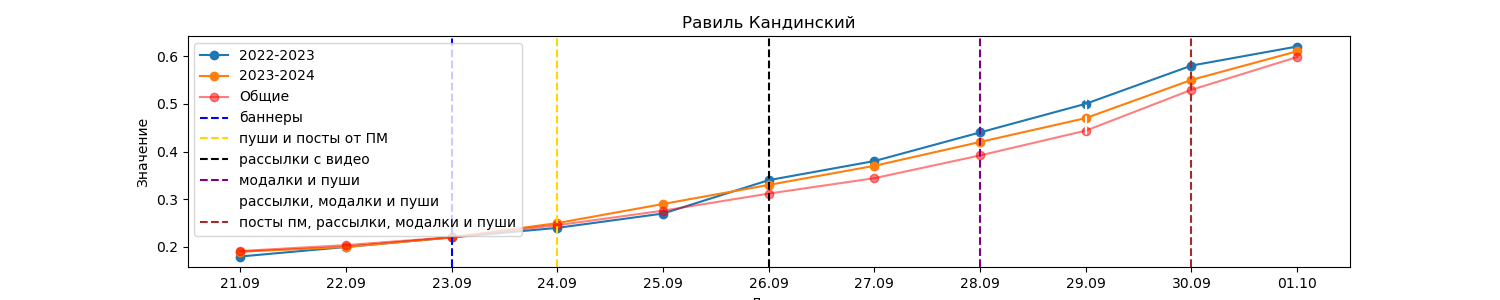 Равиль Кандинский
Значение
0.6
0.5
0.4
0.3
0.2
2022-2023
2023-2024
Общие
баннеры
пуши и посты от ПМ
рассылки с видео
модалки и пуши
рассылки, модалки и пуши
посты пм, рассылки, модалки и пуши
21.09 22.09 23.09 24.09 25.09 26.09 27.09 28.09 29.09 30.09 01.10